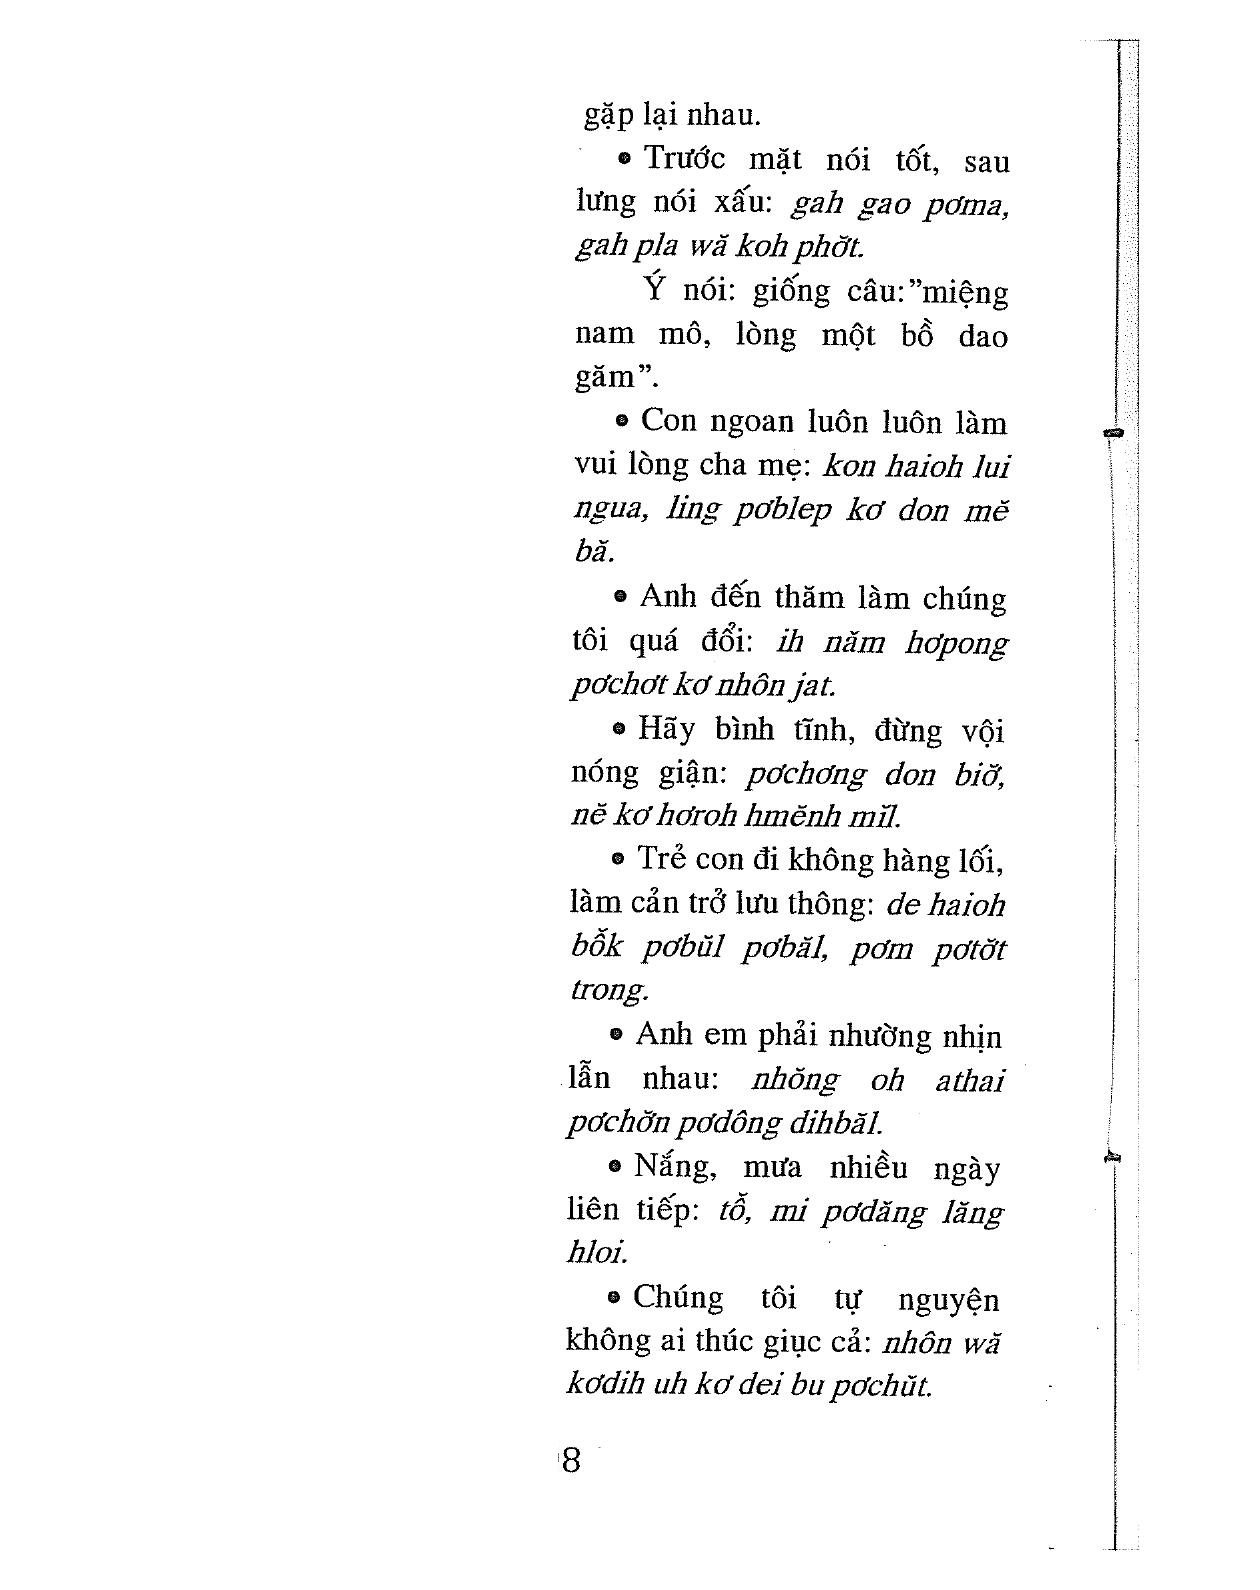 gặp lại nhau.
• Trước mặt nói tốt, sau
lưng nói xấu: gah gao pơma,
gah pla wă koh phơ̆t.
Ý nói: giống câu:”miệng
nam mô, lòng một bồ dao
găm”.
• Con ngoan luôn luôn làm
vui lòng cha mẹ: kon haioh lui
ngua, ling pơblep kơ don mĕ
bă.
• Anh đến thăm làm chúng
tôi quá đổi: ih năm hơpong
pơchơt kơ nhôn jat.
• Hãy bình tĩnh, đừng vội
nóng giận: pơchơng don biơ̆,
nĕ kơ hơroh hmĕnh mĭl.
• Trẻ con đi không hàng lối,
làm cản trở lưu thông: de haioh
bô̆k pơbŭl pơbăl, pơm pơtơ̆t
trong.
• Anh em phải nhường nhịn
lẫn nhau: nhŏng oh athai
pơchơ̆n pơdông dihbăl.
• Nắng, mưa nhiều ngày
liên tiếp: tô̆, mi pơdăng lăng
hloi.
• Chúng tôi tự nguyện
không ai thúc giục cả: nhôn wă
kơdih uh kơ dei bu pơchŭt.
8